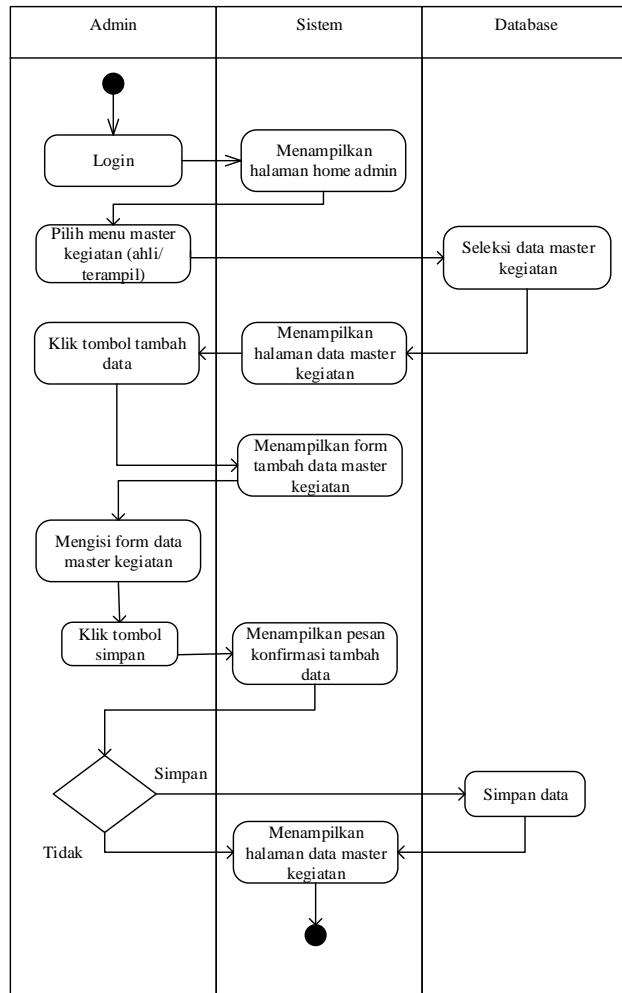 Admin
Sistem
Database
Login
Menampilkan
halaman home admin
Pilih menu master
kegiatan (ahli/
terampil)
Seleksi data master
kegiatan
Klik tombol tambah
data
Menampilkan
halaman data master
kegiatan
Menampilkan form
tambah data master
kegiatan
Mengisi form data
master kegiatan
Klik tombol
simpan
Menampilkan pesan
konfirmasi tambah
data
Simpan
Simpan data
Tidak
Menampilkan
halaman data master
kegiatan